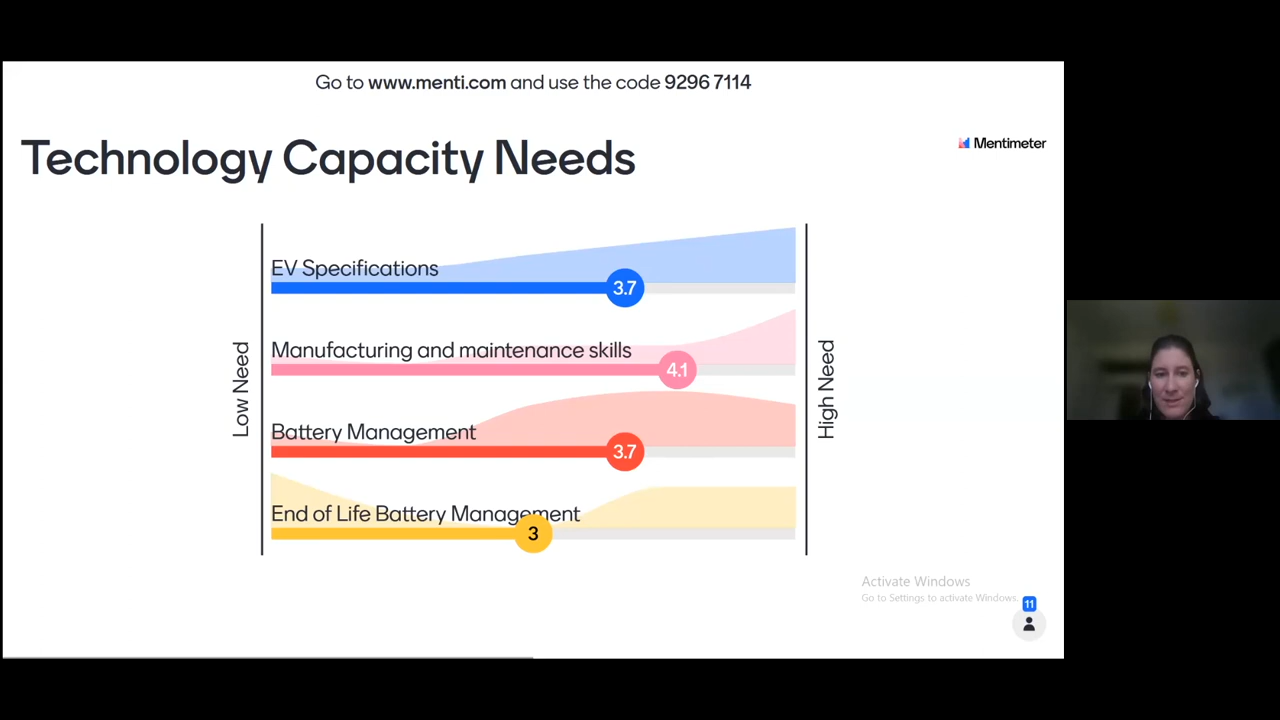 Go to www.menti.com and use the code 9296 7114
Technology Capacity Needs
Mentimeter
Low Need
EV Specifications
3.7
Manufacturing and maintenance skills
4.1
Battery Management
3.7
End of Life Battery Management
3
High Need
Activate Windows
Go to Settings to activate Windows.
11